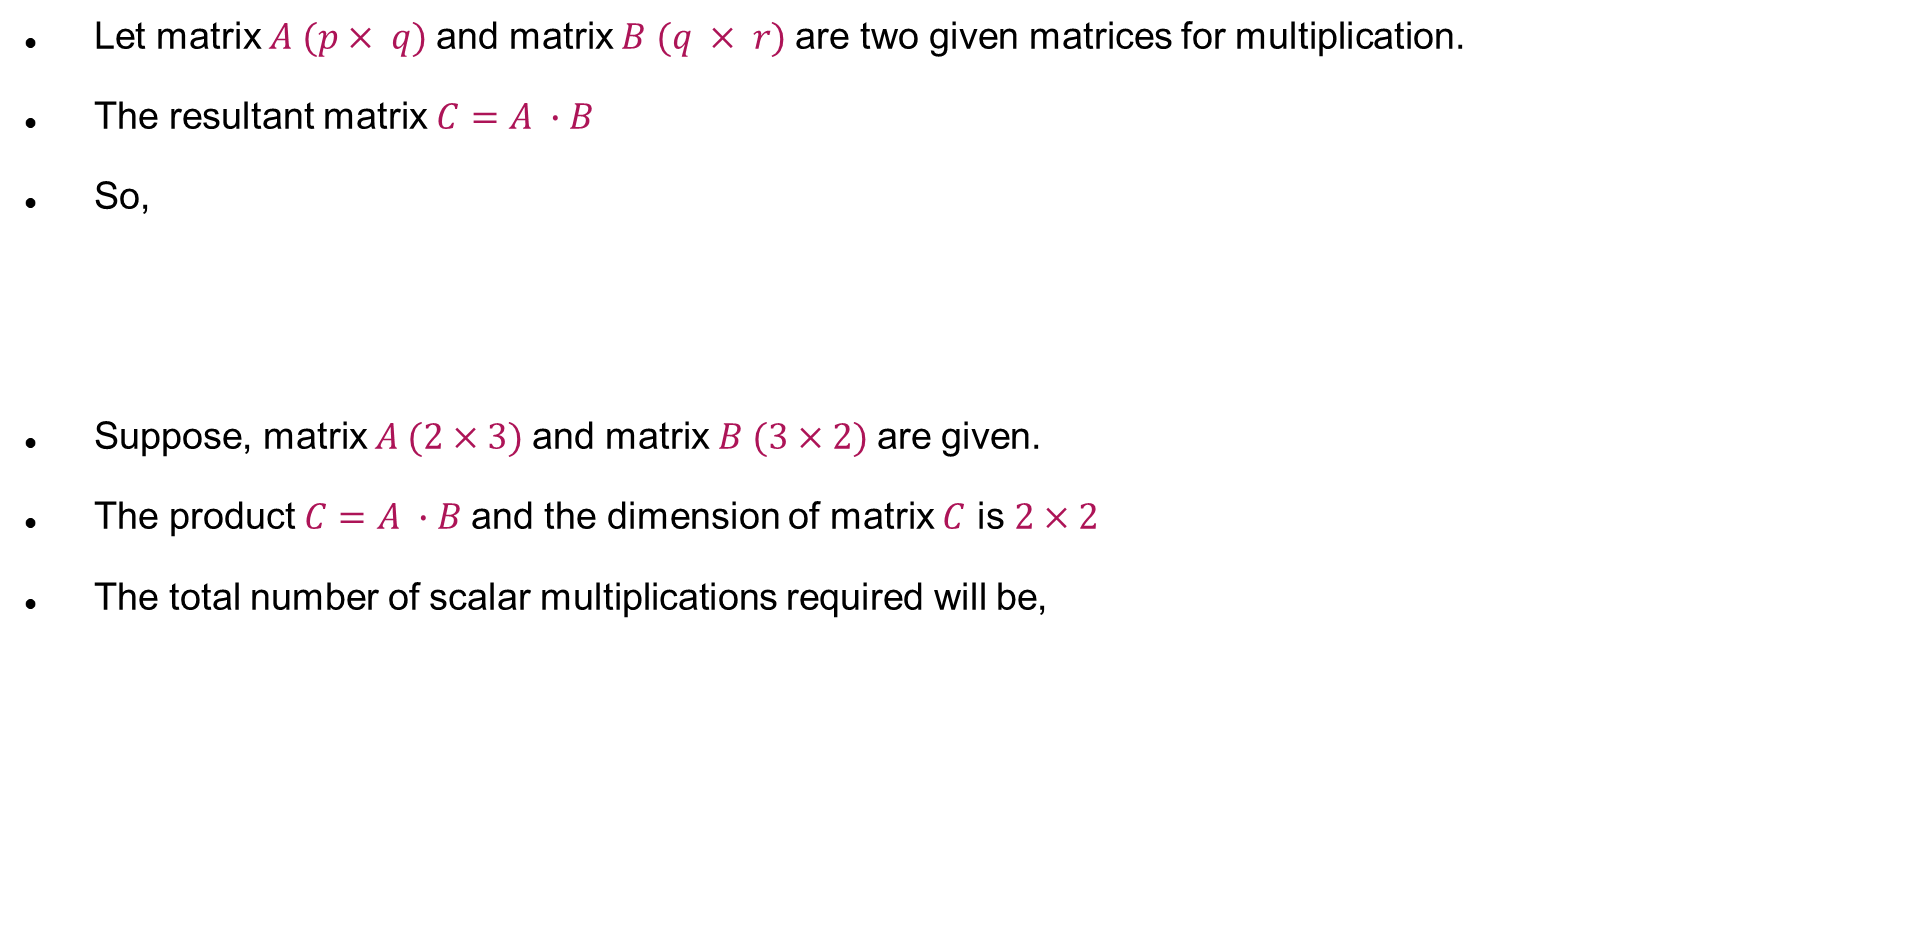 • Let matrix A (p × q) and matrix B (q × r) are two given matrices for multiplication.
• The resultant matrix C = A · B
• So,
• Suppose, matrix A (2 × 3) and matrix B (3 × 2) are given.
• The product C = A · B and the dimension of matrix C is 2 × 2
• The total number of scalar multiplications required will be,